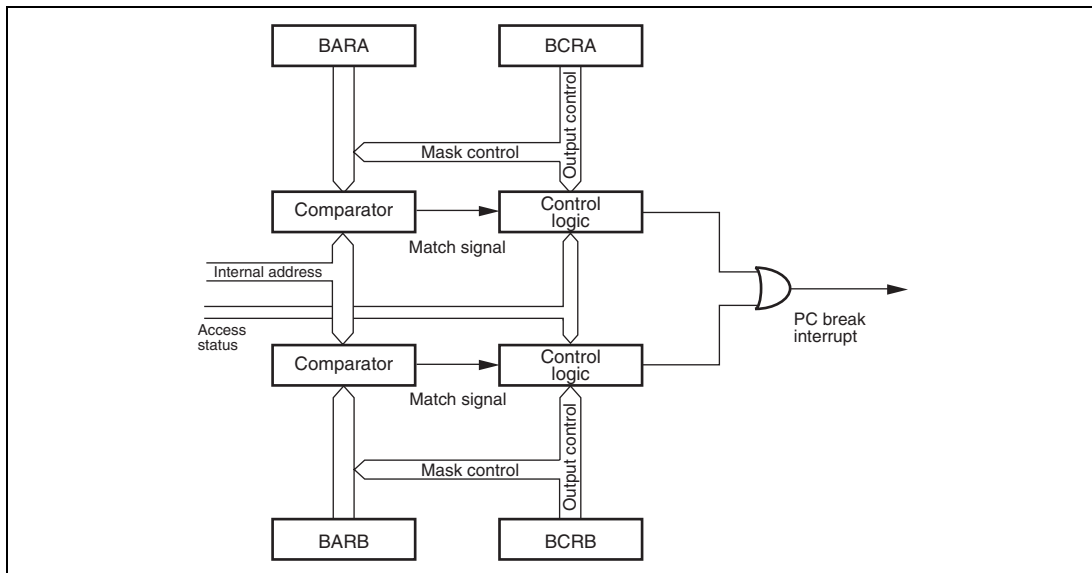 BARA
BCRA
Output control
Mask control
Comparator
Control
logic
Match signal
Internal address
Access
status
PC break
interrupt
Comparator
Control
logic
Match signal
Output control
Mask control
BARB
BCRB